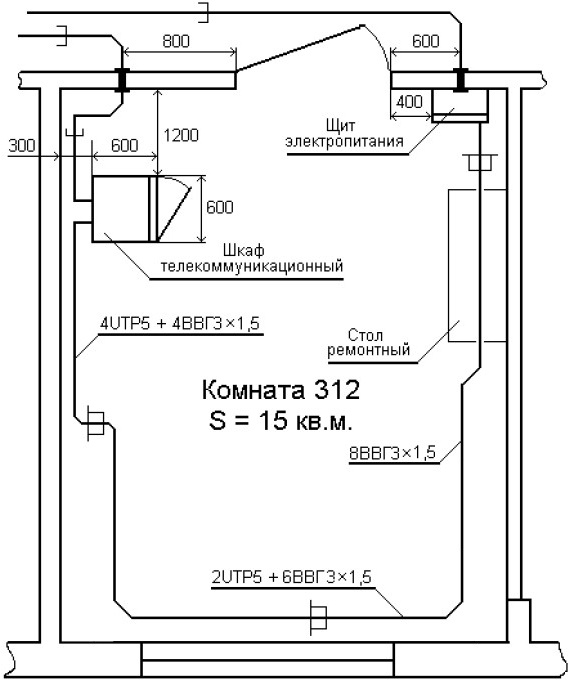 800
600
400
Щит
электропитания
1200
300
600
600
Шкаф
телекоммуникационный
4UTP5 + 4ВВГ3×1,5
Стол
ремонтный
Комната 312
S = 15 кв.м.
8ВВГ3×1,5
2UTP5 + 6ВВГ3×1,5